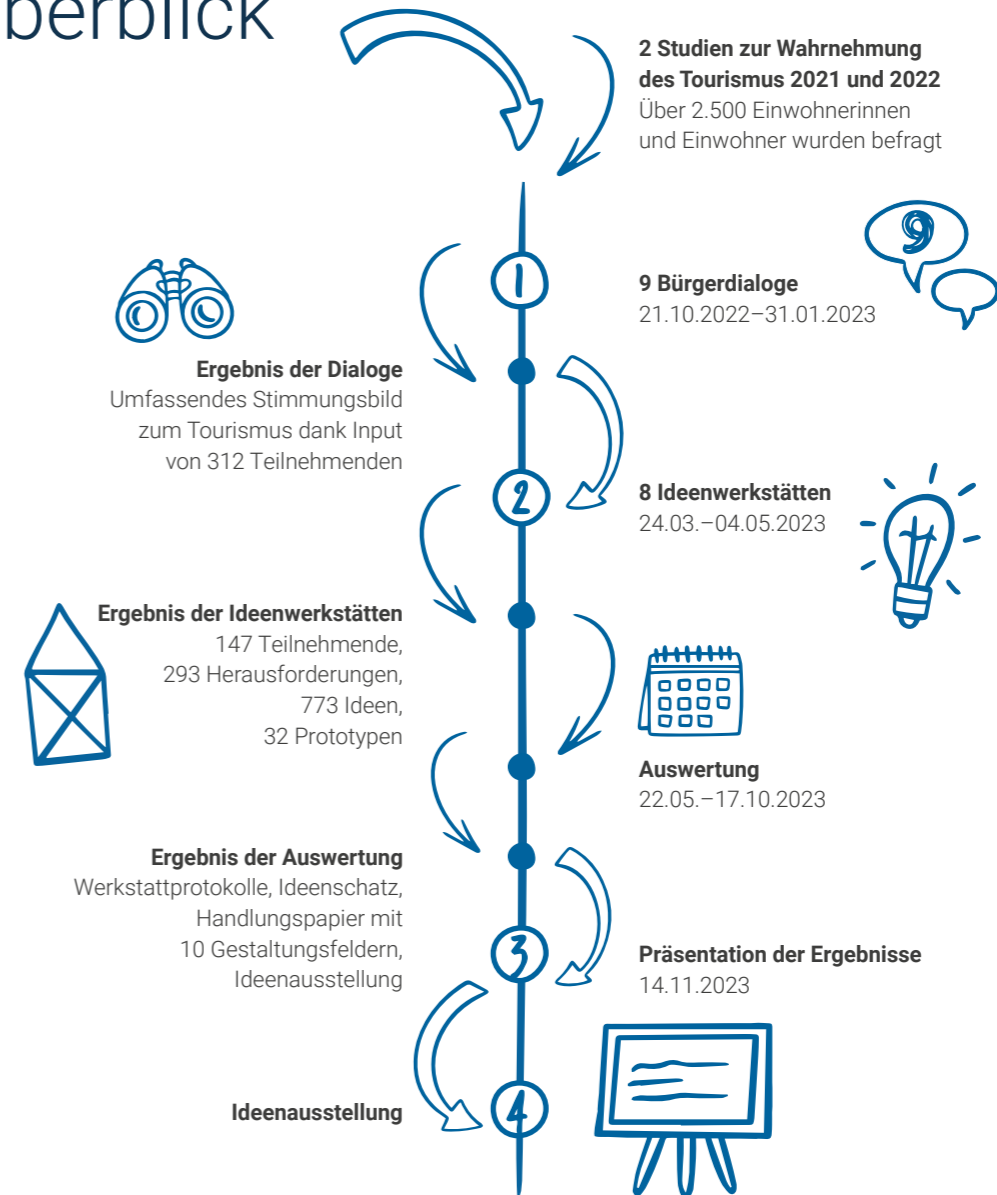 berblick
2 Studien zur Wahrnehmung
des Tourismus 2021 und 2022
Über 2.500 Einwohnerinnen
und Einwohner wurden befragt
9
1
9 Bürgerdialoge
21.10.2022–31.01.2023
Ergebnis der Dialoge
Umfassendes Stimmungsbild
zum Tourismus dank Input
von 312 Teilnehmenden
2
8 Ideenwerkstätten
24.03.–04.05.2023
Ergebnis der Ideenwerkstätten
147 Teilnehmende,
293 Herausforderungen,
773 Ideen,
32 Prototypen
Auswertung
22.05.–17.10.2023
Ergebnis der Auswertung
Werkstattprotokolle, Ideenschatz,
Handlungspapier mit
10 Gestaltungsfeldern,
Ideenausstellung
3
Präsentation der Ergebnisse
14.11.2023
Ideenausstellung
4